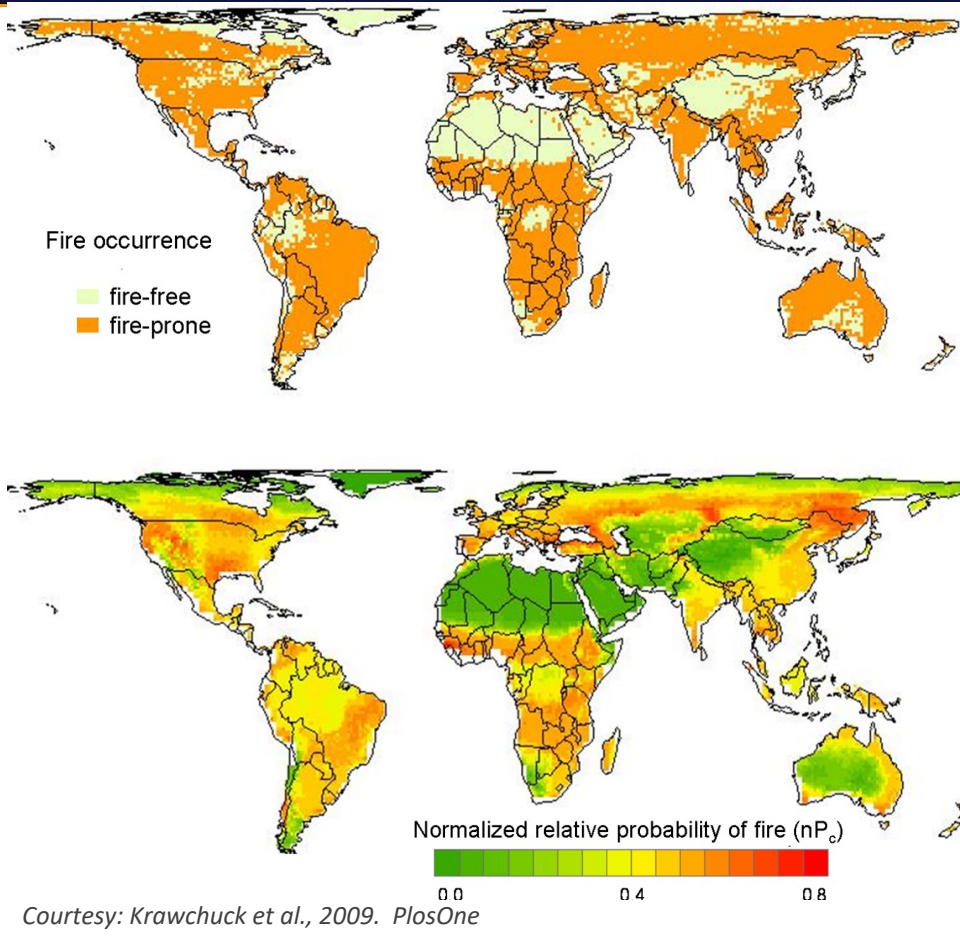 Fire occurrence
fire-free
fire-prone
Normalized relative probability of fire (nPc)
0.0 0.4 0.8
Courtesy: Krawchuck et al., 2009. PlosOne